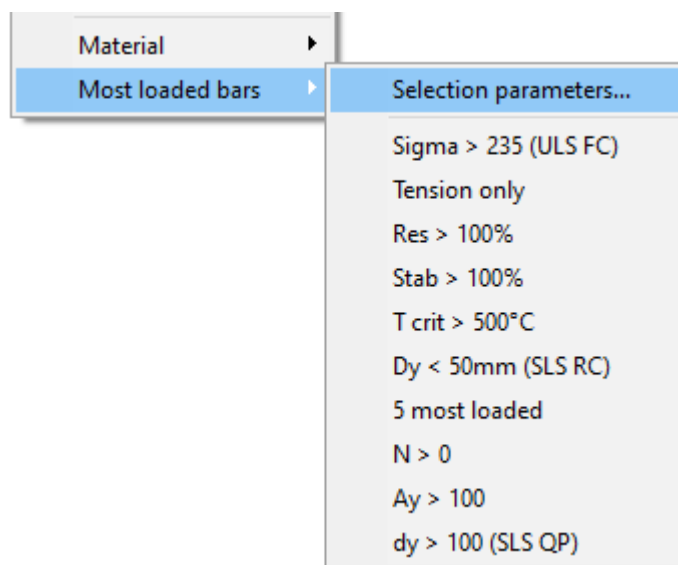 Material
Most loaded bars
Selection parameters...
Sigma > 235 (ULS FC)
Tension only
Res > 100%
Stab > 100%
T crit > 500°C
Dy < 50mm (SLS RC)
5 most loaded
N > 0
Ay > 100
dy > 100 (SLS QP)